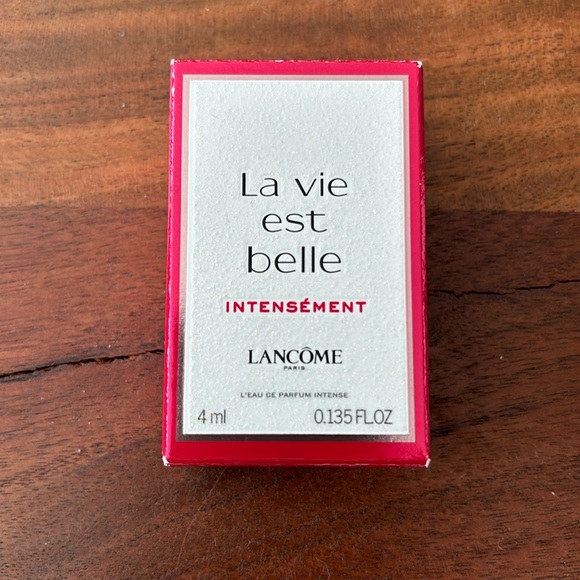 La vie
est
belle
INTENSÉMENT
LANCÔME
PARIS
L'EAU DE PARFUM INTENSE
4 ml 0.135 FL.OZ